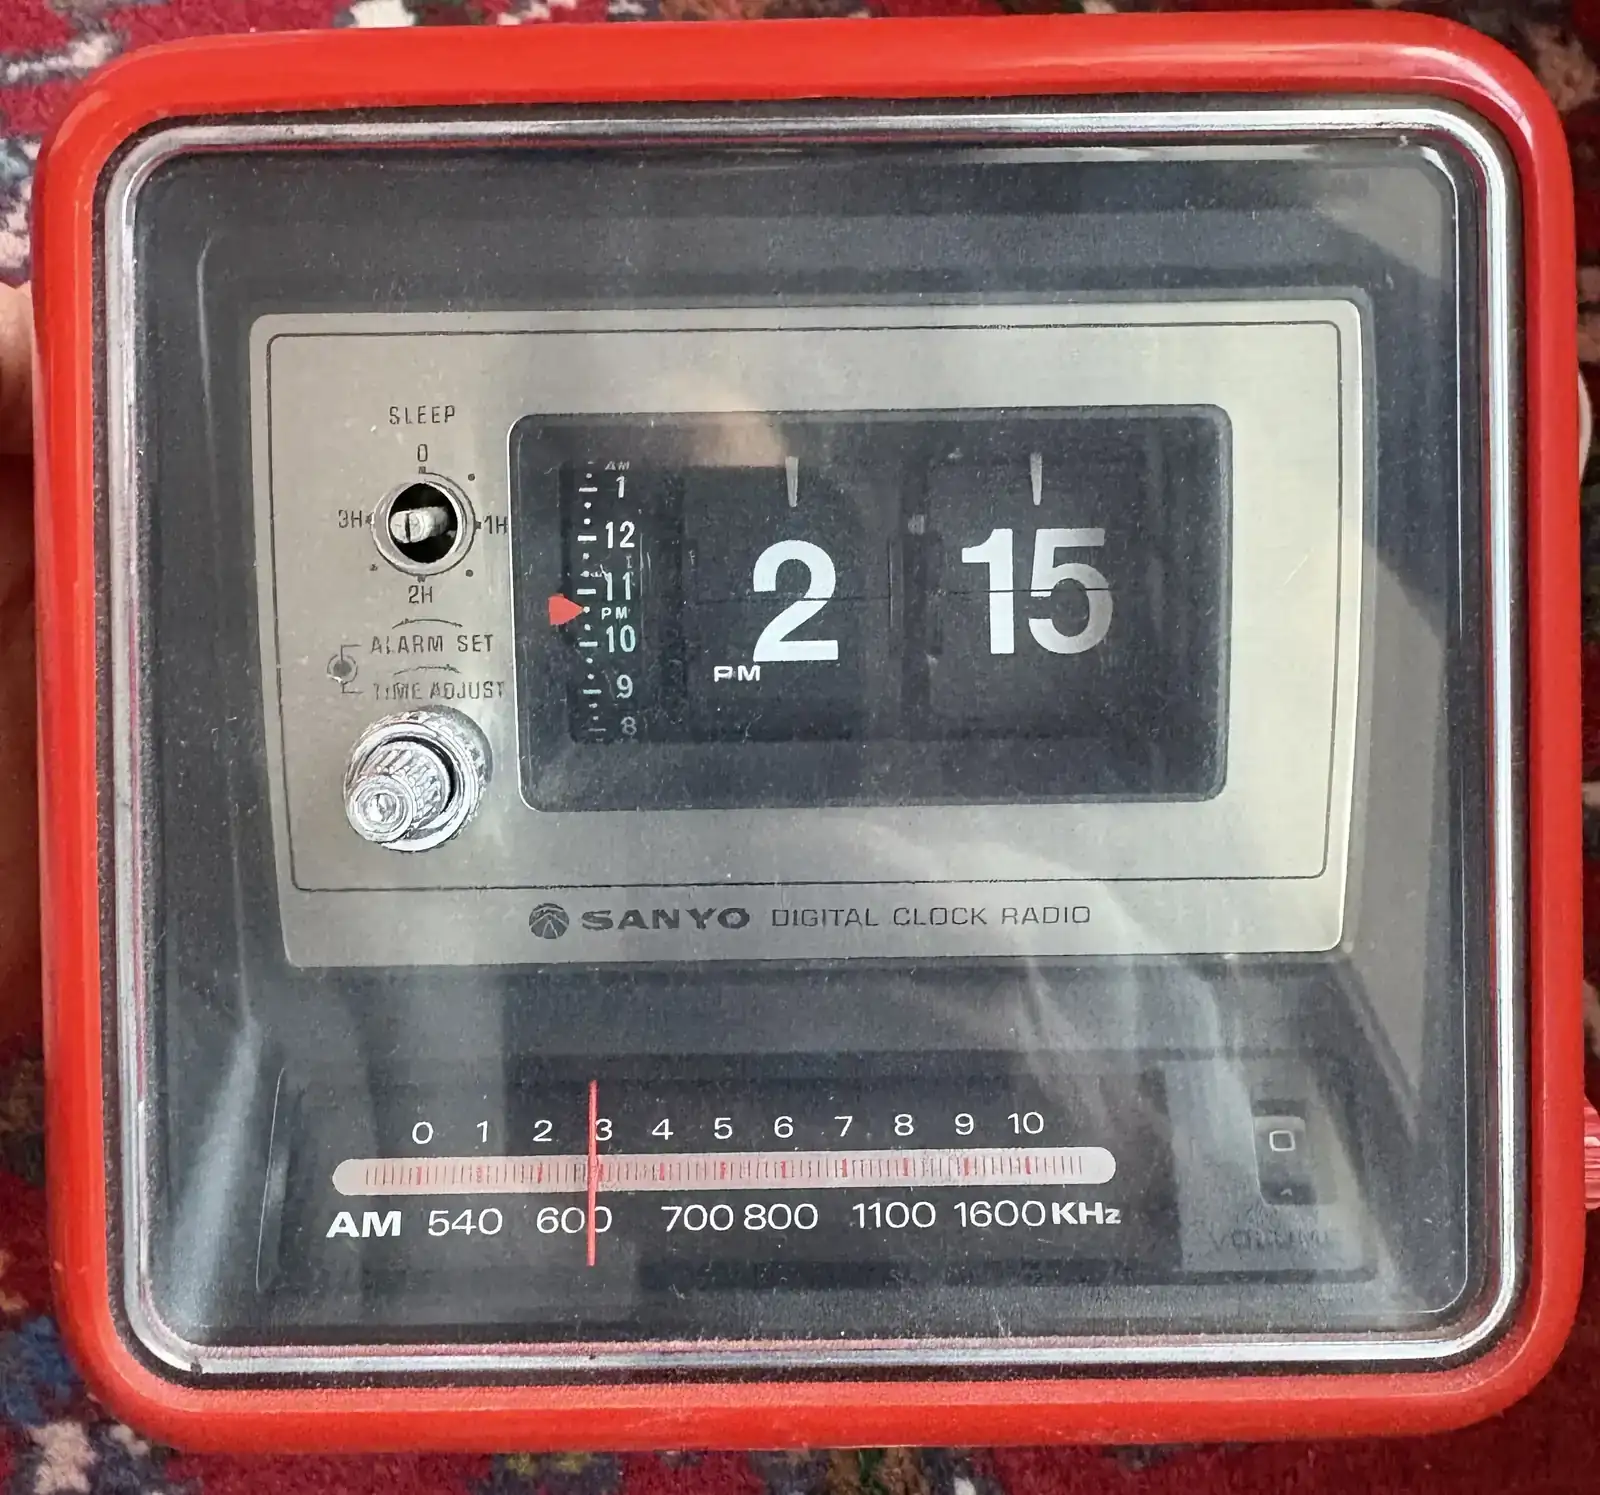 SLEEP
0
3H 1H
2H
ALARM SET
TIME ADJUST
AM
1
12
11
PM
10
9
8
2
PM
15
SANYO DIGITAL CLOCK RADIO
0 1 2 3 4 5 6 7 8 9 10
AM 540 600 700 800 1100 1600 KHz
0
VOLUME